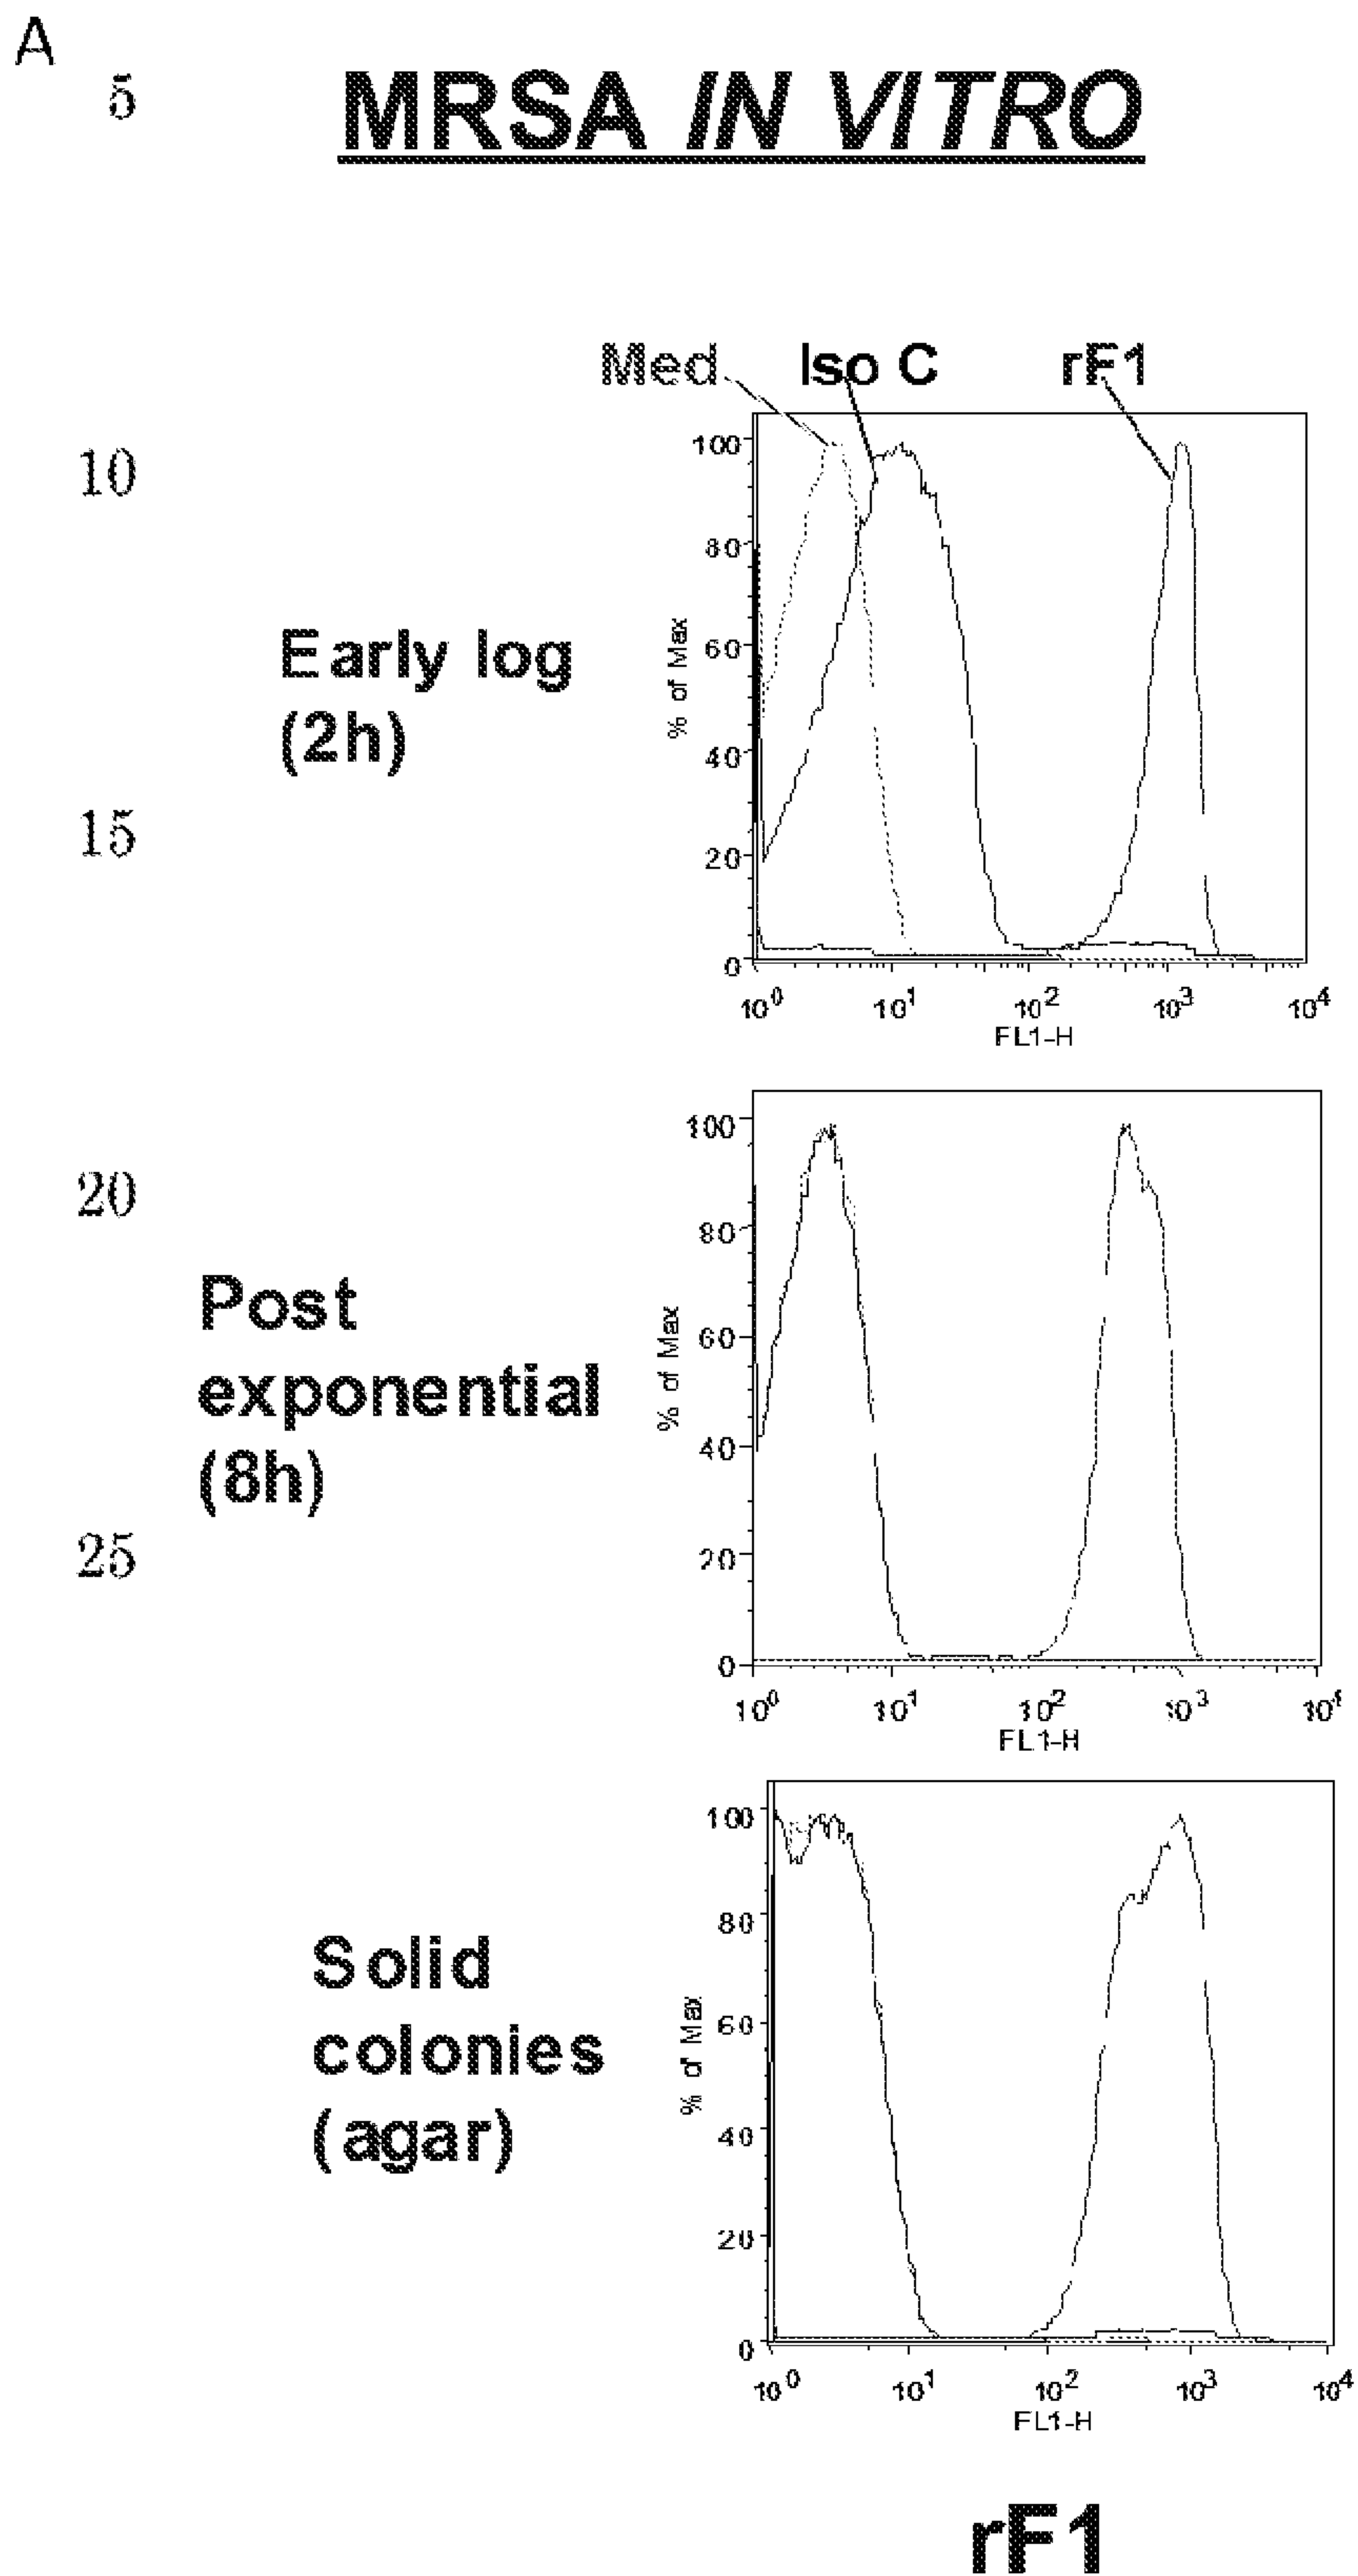 A
5
MRSA IN VITRO
Med Iso C rF1
10
Early log
(2h)
15
% of Max
100
80
60
40
20
0
10^0 10^1 10^2 10^3 10^4
FL1-H
20
Post
exponential
(8h)
25
% of Max
100
80
60
40
20
0
10^0 10^1 10^2 10^3
FL1-H
Solid
colonies
(agar)
% of Max
100
80
60
40
20
0
10^0 10^1 10^2 10^3 10^4
FL1-H
rF1